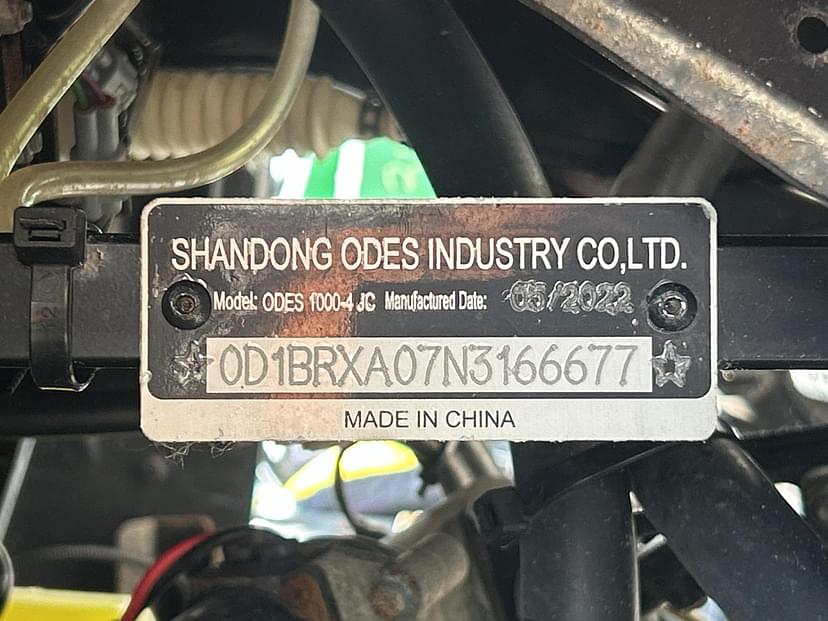 SHANDONG ODES INDUSTRY CO,LTD.
Model: ODES 1000-4 JC Manufactured Date: 05/2022
☆0D1BRXA07N3166677☆
MADE IN CHINA